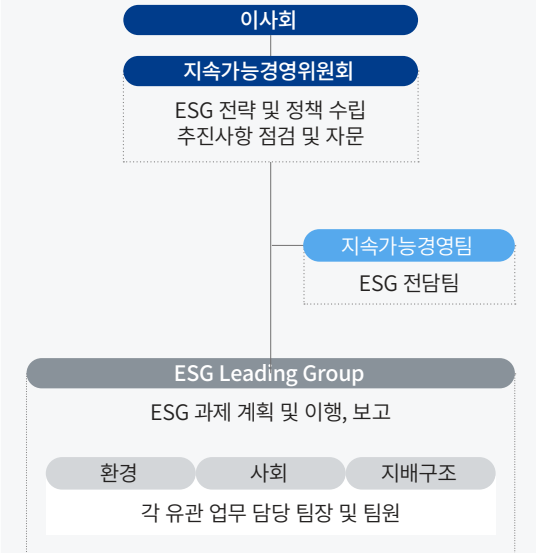 이사회
지속가능경영위원회
ESG 전략 및 정책 수립
추진사항 점검 및 자문
지속가능경영팀
ESG 전담팀
ESG Leading Group
ESG 과제 계획 및 이행, 보고
환경 사회 지배구조
각 유관 업무 담당 팀장 및 팀원